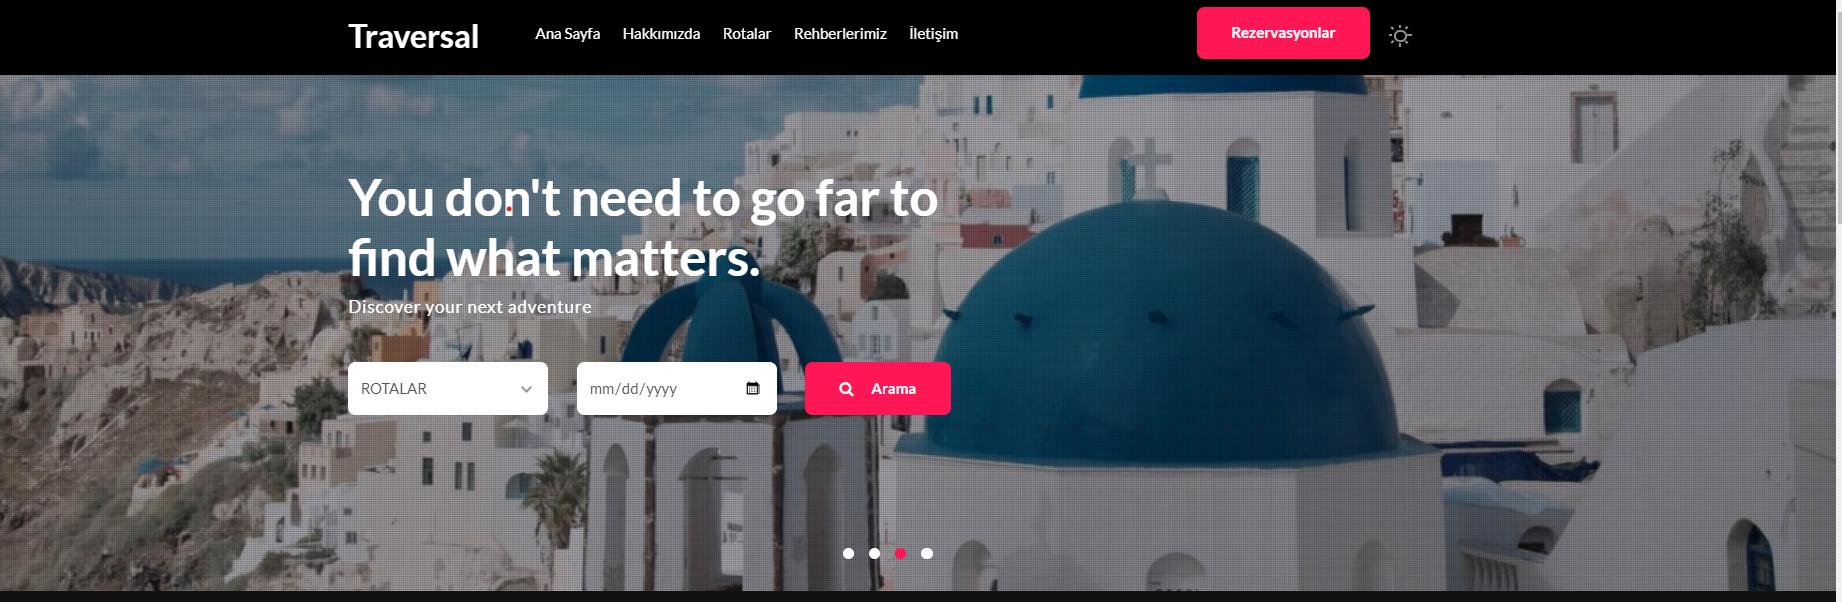 Traversal
Ana Sayfa
Hakkımızda
Rotalar
Rehberlerimiz
İletişim
Rezervasyonlar
You don't need to go far to
find what matters.
Discover your next adventure
ROTALAR
mm/dd/yyyy
Arama